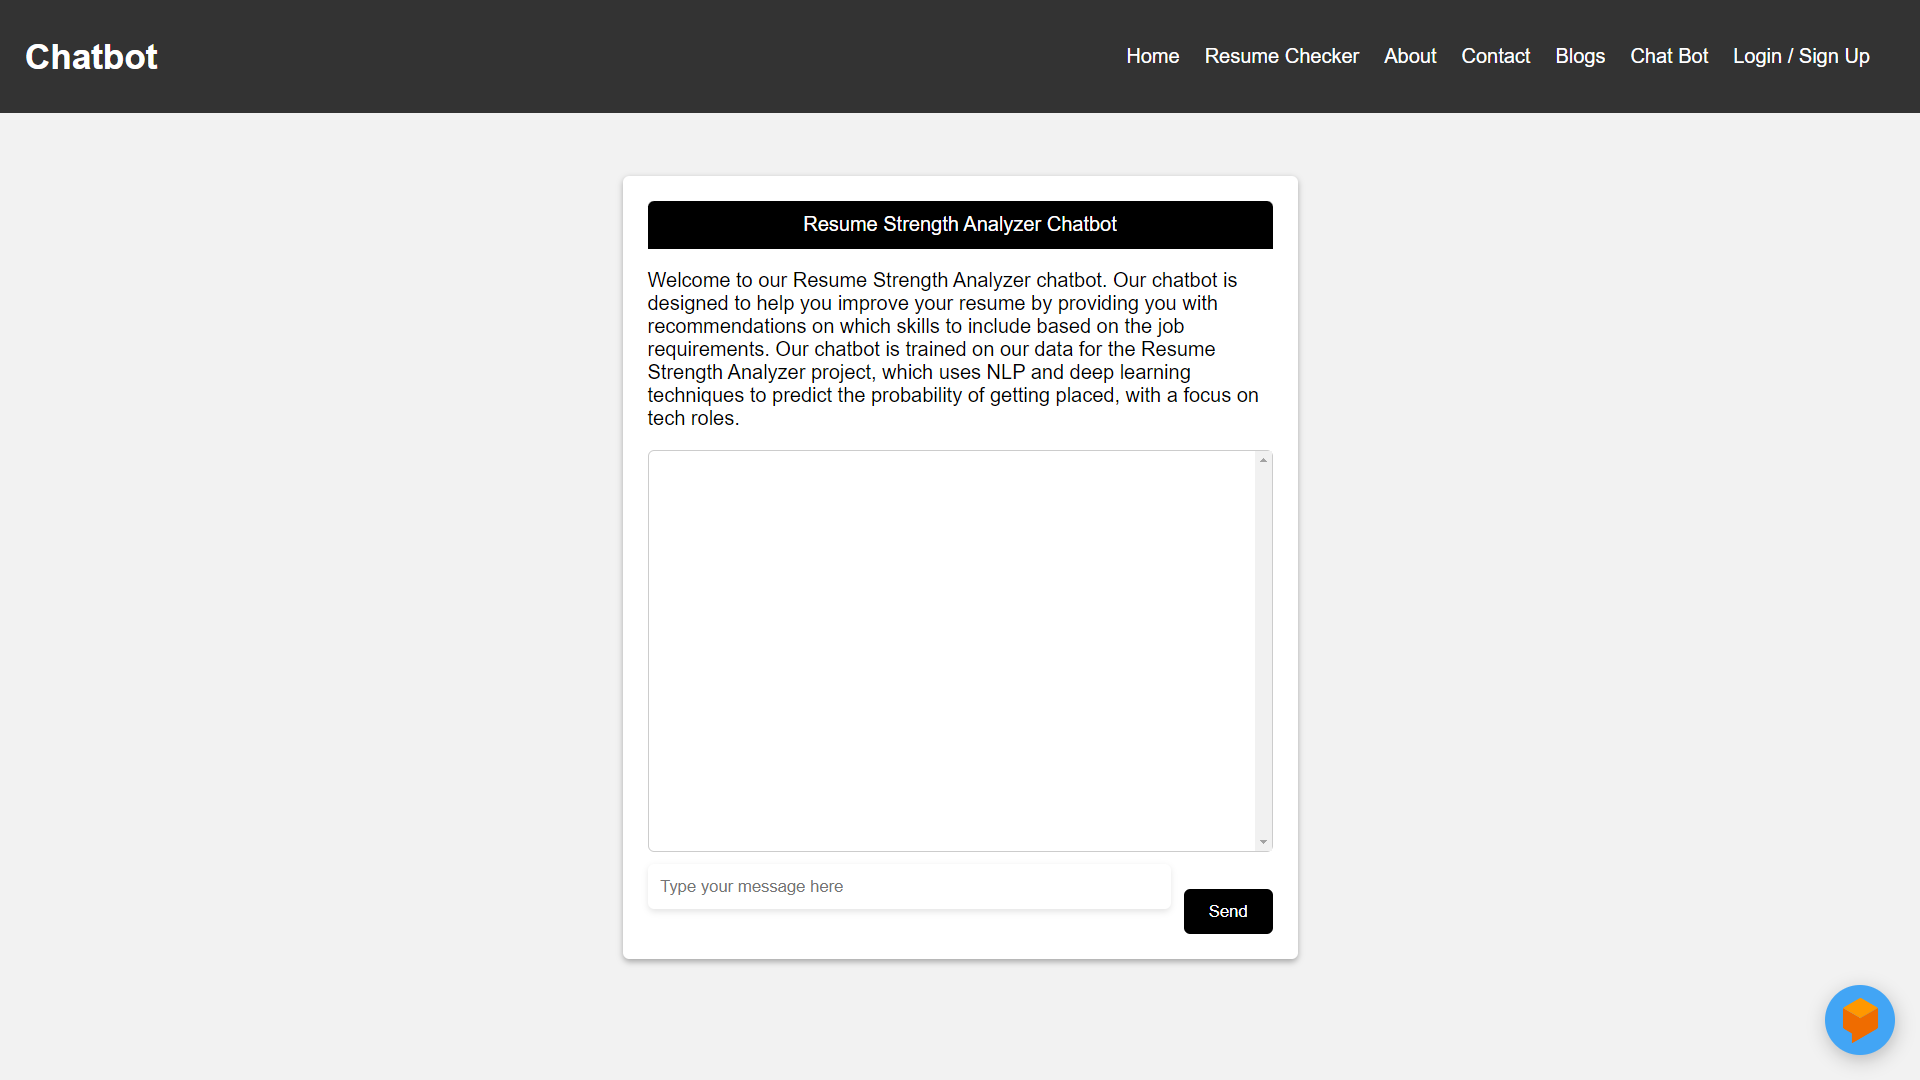 Chatbot
Home Resume Checker About Contact Blogs Chat Bot Login / Sign Up
Resume Strength Analyzer Chatbot
Welcome to our Resume Strength Analyzer chatbot. Our chatbot is
designed to help you improve your resume by providing you with
recommendations on which skills to include based on the job
requirements. Our chatbot is trained on our data for the Resume
Strength Analyzer project, which uses NLP and deep learning
techniques to predict the probability of getting placed, with a focus on
tech roles.
Type your message here
Send